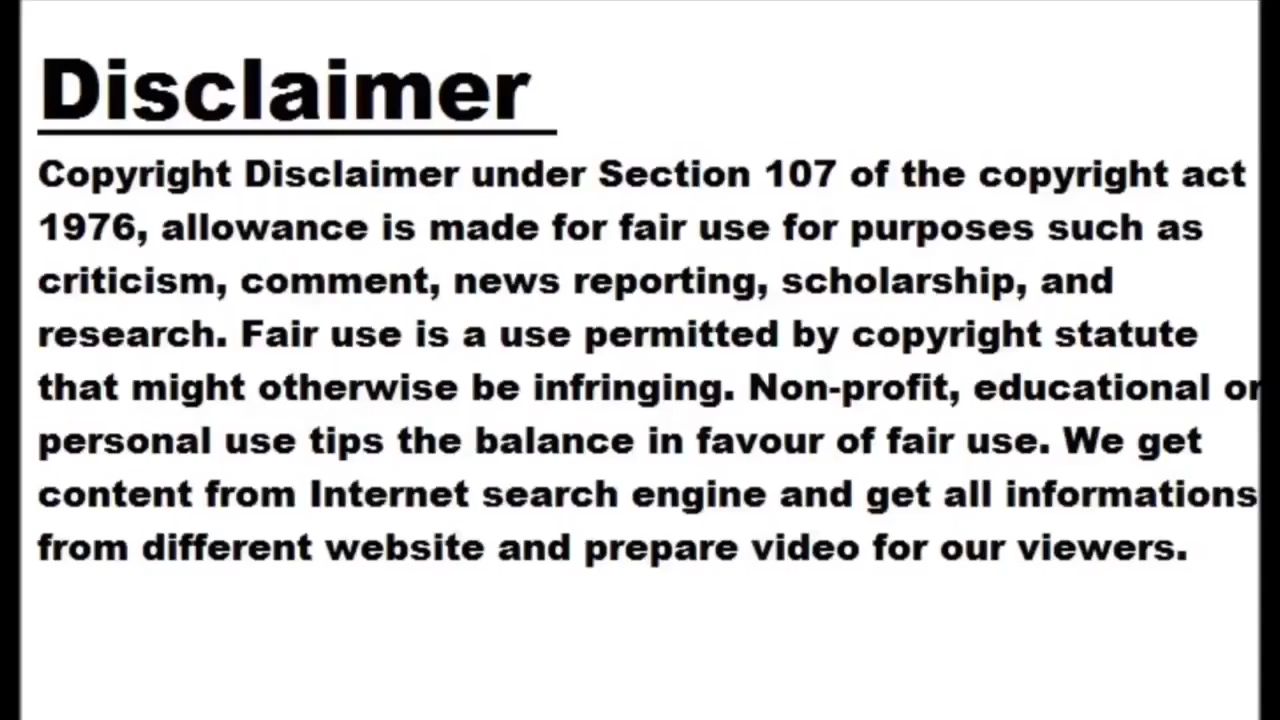 Disclaimer
Copyright Disclaimer under Section 107 of the copyright act
1976, allowance is made for fair use for purposes such as
criticism, comment, news reporting, scholarship, and
research. Fair use is a use permitted by copyright statute
that might otherwise be infringing. Non-profit, educational or
personal use tips the balance in favour of fair use. We get
content from Internet search engine and get all informations
from different website and prepare video for our viewers.